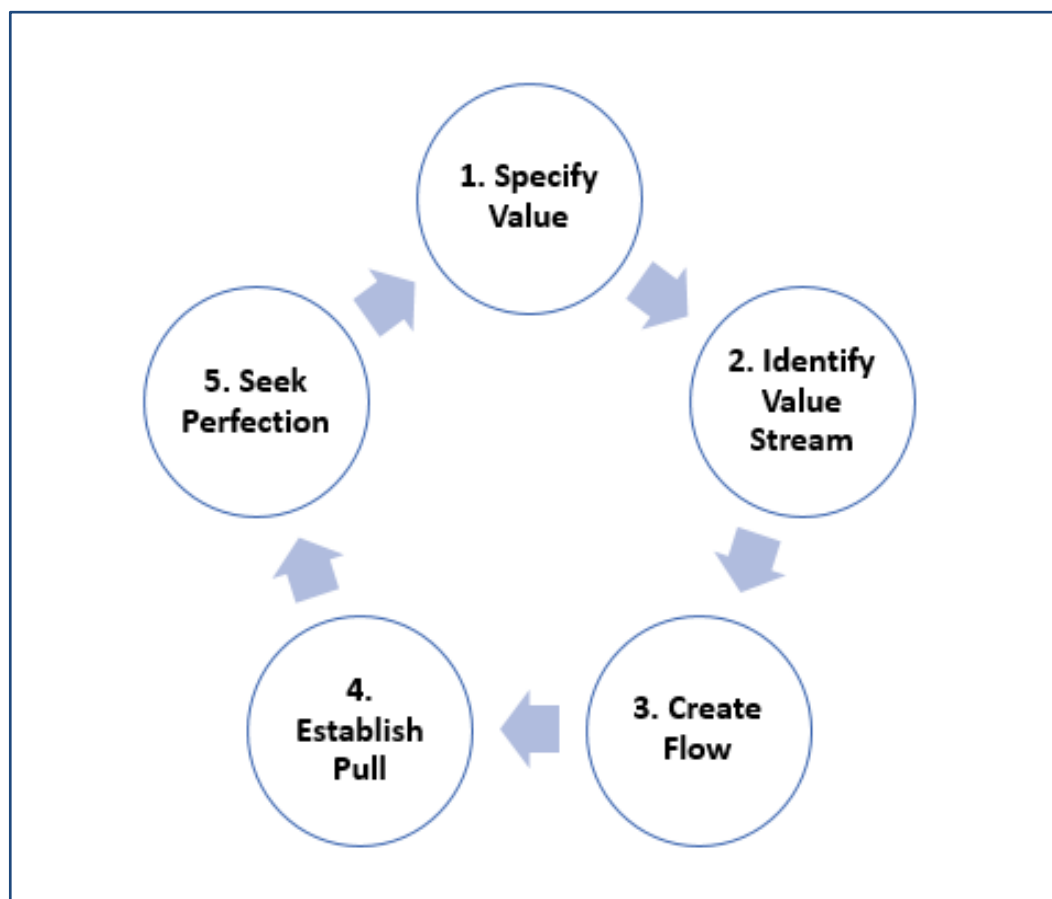 1. Specify
Value
2. Identify
Value
Stream
3. Create
Flow
4.
Establish
Pull
5. Seek
Perfection